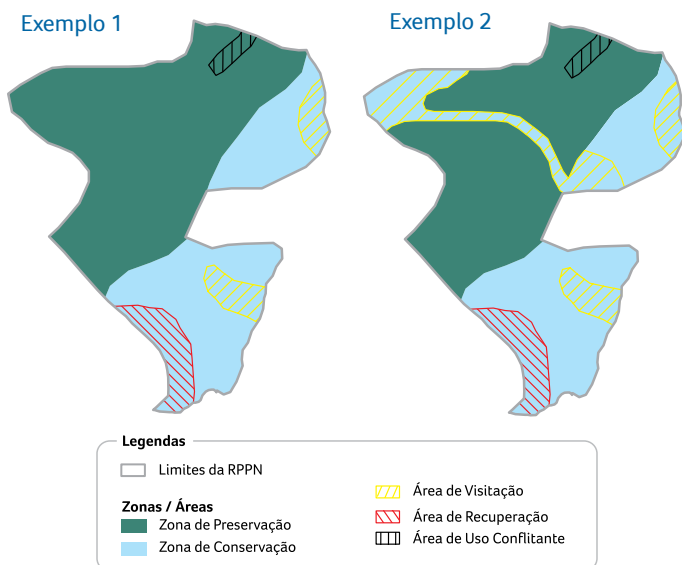 Exemplo 1
Exemplo 2
Legendas
Limites da RPPN
Zonas / Áreas
Zona de Preservação
Zona de Conservação
Área de Visitação
Área de Recuperação
Área de Uso Conflitante